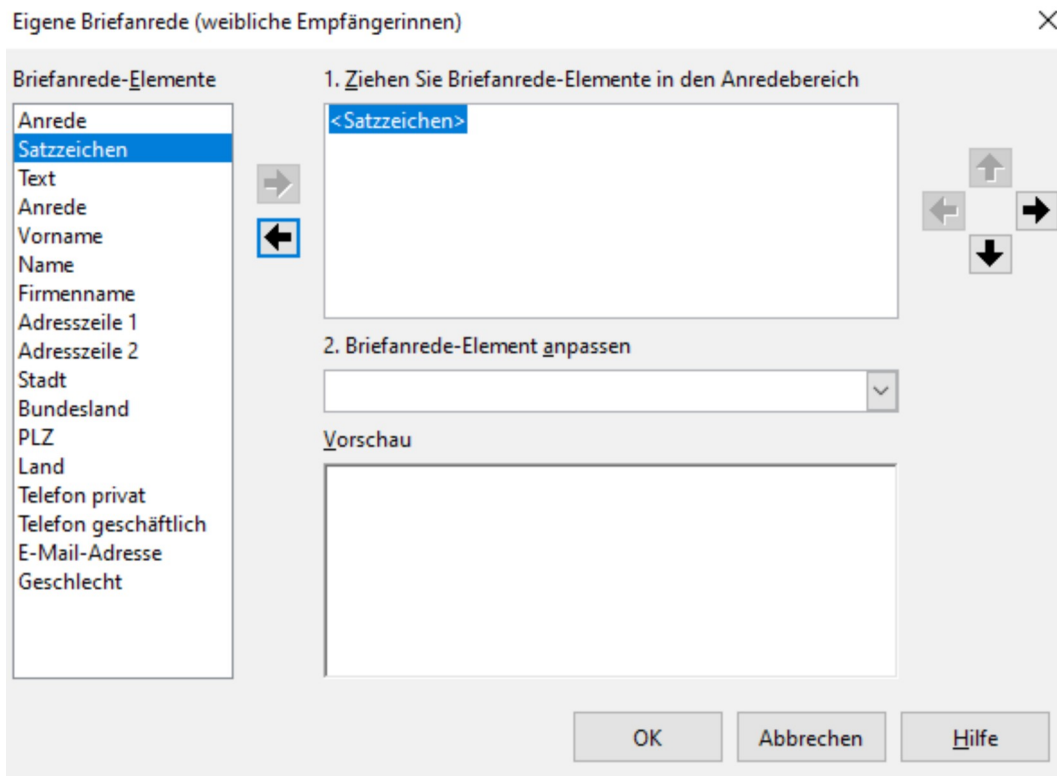 Eigene Briefanrede (weibliche Empfängerinnen)
Briefanrede-Elemente
Anrede
Satzzeichen
Text
Anrede
Vorname
Name
Firmenname
Adresszeile 1
Adresszeile 2
Stadt
Bundesland
PLZ
Land
Telefon privat
Telefon geschäftlich
E-Mail-Adresse
Geschlecht
1. Ziehen Sie Briefanrede-Elemente in den Anredebereich
<Satzzeichen>
2. Briefanrede-Element anpassen
Vorschau
OK
Abbrechen
Hilfe